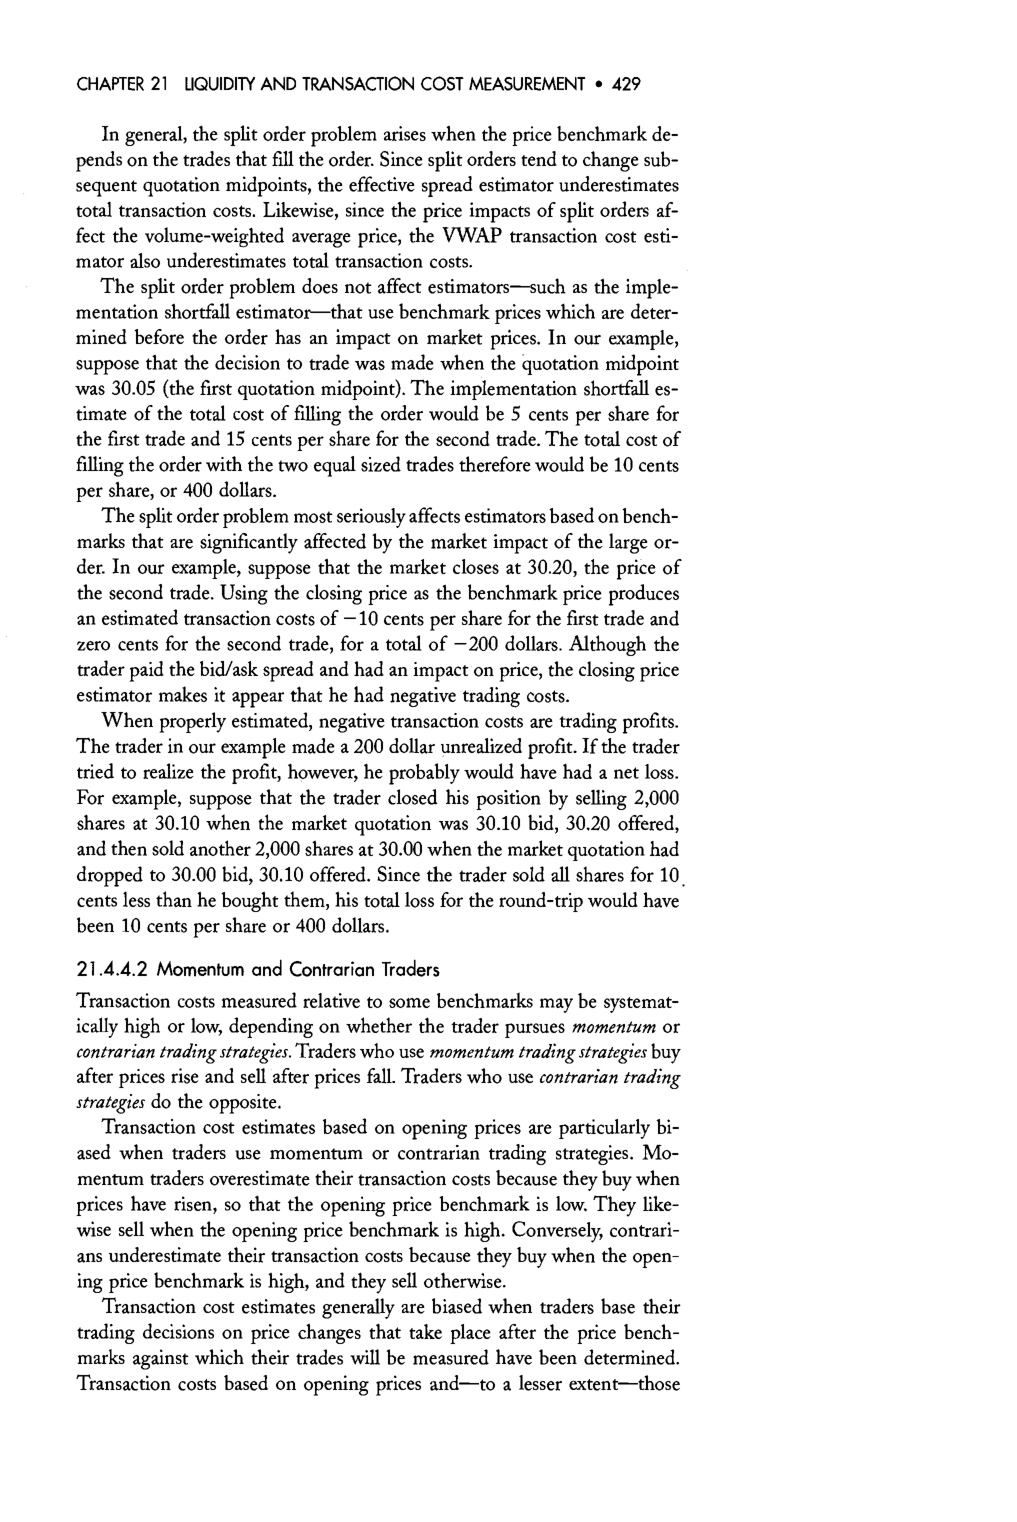 CHAPTER 21 LIQUIDITY AND TRANSACTION COST MEASUREMENT • 429
In general, the split order problem arises when the price benchmark de-
pends on the trades that fill the order. Since split orders tend to change sub-
sequent quotation midpoints, the effective spread estimator underestimates
total transaction costs. Likewise, since the price impacts of split orders af-
fect the volume-weighted average price, the VWAP transaction cost esti-
mator also underestimates total transaction costs.
The split order problem does not affect estimators—such as the imple-
mentation shortfall estimator—that use benchmark prices which are deter-
mined before the order has an impact on market prices. In our example,
suppose that the decision to trade was made when the quotation midpoint
was 30.05 (the first quotation midpoint). The implementation shortfall es-
timate of the total cost of filling the order would be 5 cents per share for
the first trade and 15 cents per share for the second trade. The total cost of
filling the order with the two equal sized trades therefore would be 10 cents
per share, or 400 dollars.
The split order problem most seriously affects estimators based on bench-
marks that are significantly affected by the market impact of the large or-
der. In our example, suppose that the market closes at 30.20, the price of
the second trade. Using the closing price as the benchmark price produces
an estimated transaction costs of −10 cents per share for the first trade and
zero cents for the second trade, for a total of −200 dollars. Although the
trader paid the bid/ask spread and had an impact on price, the closing price
estimator makes it appear that he had negative trading costs.
When properly estimated, negative transaction costs are trading profits.
The trader in our example made a 200 dollar unrealized profit. If the trader
tried to realize the profit, however, he probably would have had a net loss.
For example, suppose that the trader closed his position by selling 2,000
shares at 30.10 when the market quotation was 30.10 bid, 30.20 offered,
and then sold another 2,000 shares at 30.00 when the market quotation had
dropped to 30.00 bid, 30.10 offered. Since the trader sold all shares for 10
cents less than he bought them, his total loss for the round-trip would have
been 10 cents per share or 400 dollars.
21.4.4.2 Momentum and Contrarian Traders
Transaction costs measured relative to some benchmarks may be systemat-
ically high or low, depending on whether the trader pursues momentum or
contrarian trading strategies. Traders who use momentum trading strategies buy
after prices rise and sell after prices fall. Traders who use contrarian trading
strategies do the opposite.
Transaction cost estimates based on opening prices are particularly bi-
ased when traders use momentum or contrarian trading strategies. Mo-
mentum traders overestimate their transaction costs because they buy when
prices have risen, so that the opening price benchmark is low. They like-
wise sell when the opening price benchmark is high. Conversely, contrari-
ans underestimate their transaction costs because they buy when the open-
ing price benchmark is high, and they sell otherwise.
Transaction cost estimates generally are biased when traders base their
trading decisions on price changes that take place after the price bench-
marks against which their trades will be measured have been determined.
Transaction costs based on opening prices and—to a lesser extent—those